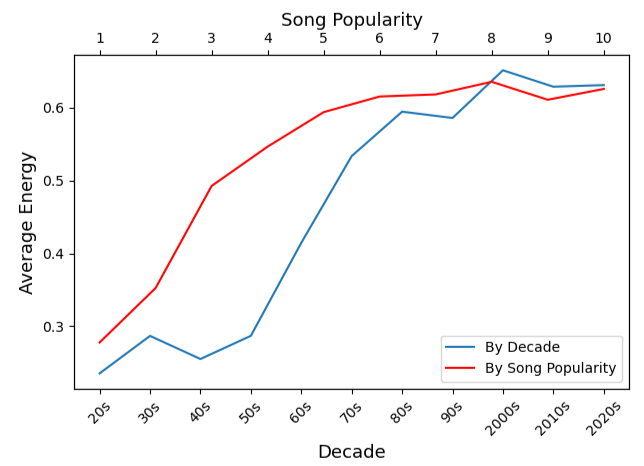 Song Popularity
1 2 3 4 5 6 7 8 9 10
Average Energy
0.6
0.5
0.4
0.3
By Decade
By Song Popularity
20s 30s 40s 50s 60s 70s 80s 90s 2000s 2010s 2020s
Decade